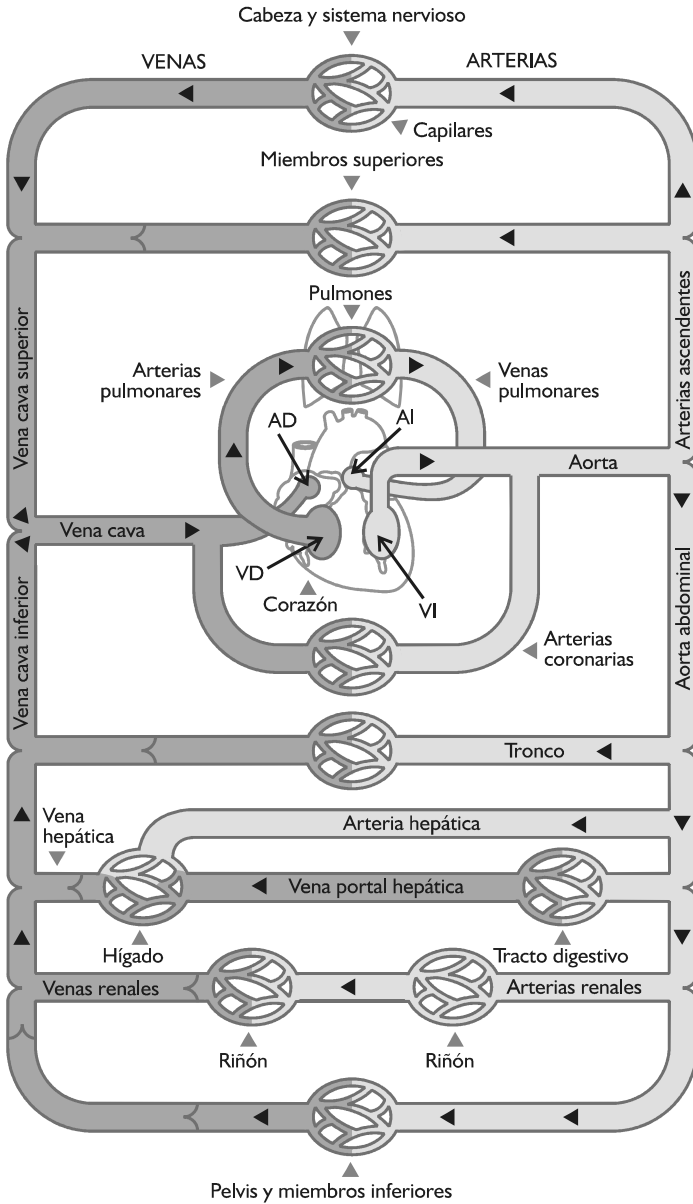 Cabeza y sistema nervioso
VENAS
ARTERIAS
Capilares
Miembros superiores
Pulmones
Arterias
pulmonares
Venas
pulmonares
Vena cava superior
Arterias ascendentes
AD
AI
Aorta
Vena cava
VD
VI
Corazón
Arterias
coronarias
Vena cava inferior
Aorta abdominal
Tronco
Vena
hepática
Arteria hepática
Vena portal hepática
Hígado
Tracto digestivo
Venas renales
Arterias renales
Riñón
Riñón
Pelvis y miembros inferiores